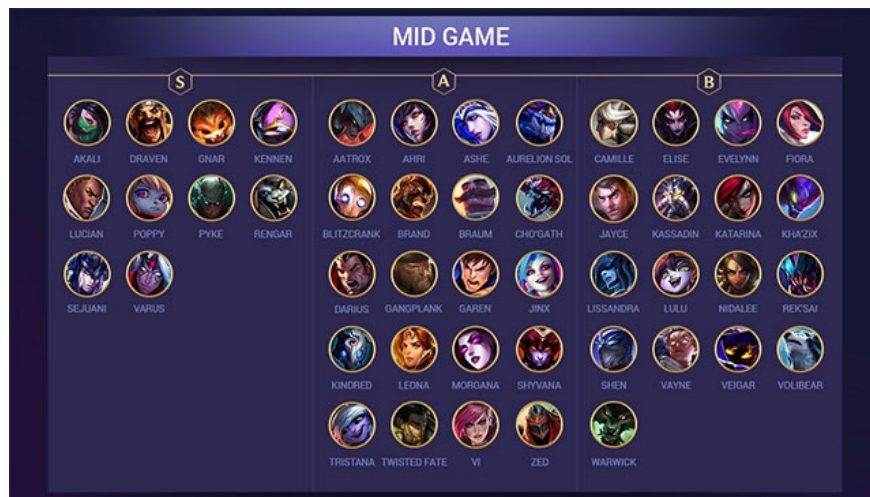 MID GAME
S
AKALI DRAVEN GNAR KENNEN
LUCIAN POPPY PYKE RENGAR
SEJUANI VARUS
A
AATROX AHRI ASHE AURELION SOL
BLITZCRANK BRAND BRAUM CHO'GATH
DARIUS GANGPLANK GAREN JINX
KINDRED LEONA MORGANA SHYVANA
TRISTANA TWISTED FATE VI ZED
B
CAMILLE ELISE EVELYNN FIORA
JAYCE KASSADIN KATARINA KHA'ZIX
LISSANDRA LULU NIDALEE REK'SAI
SHEN VAYNE VEIGAR VOLIBEAR
WARWICK